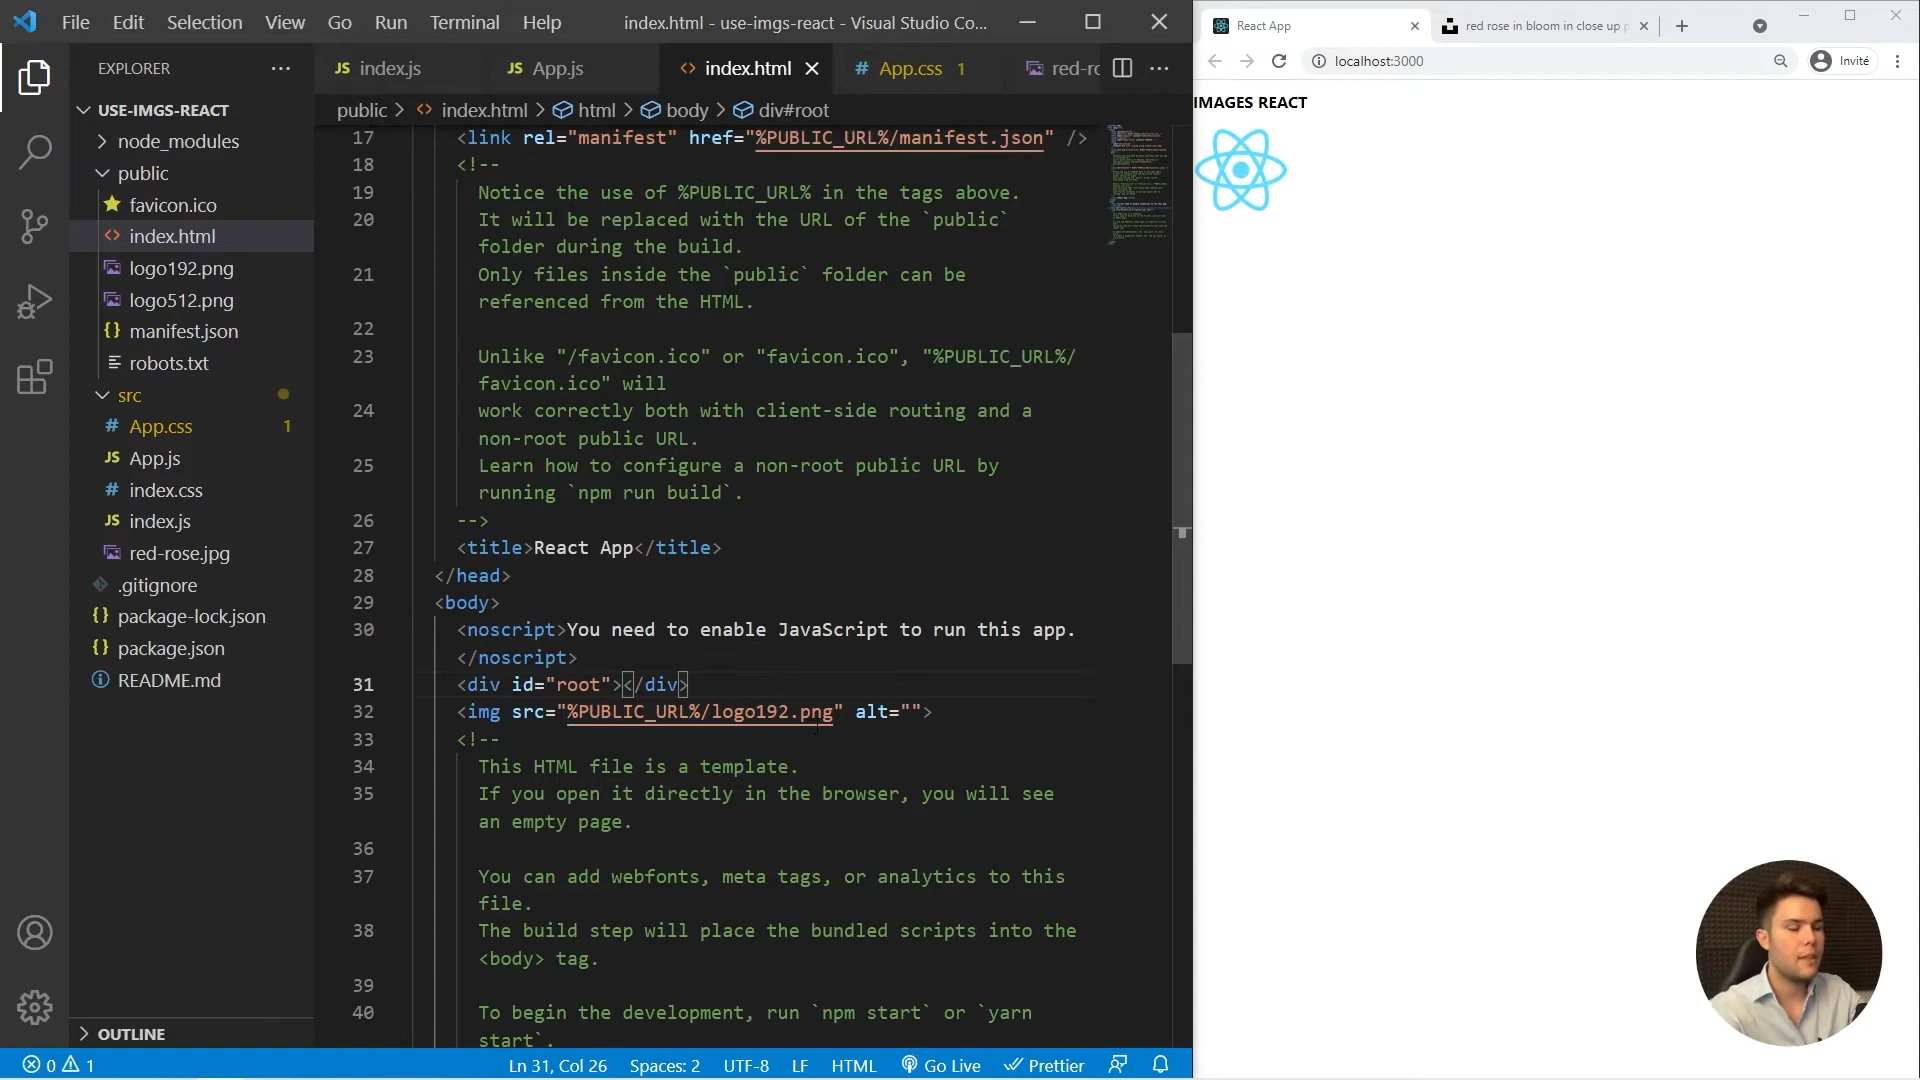 File Edit Selection View Go Run Terminal Help index.html - use-imgs-react - Visual Studio Co...
EXPLORER
USE-IMGS-REACT
node_modules
public
favicon.ico
index.html
logo192.png
logo512.png
manifest.json
robots.txt
src
App.css 1
App.js
index.css
index.js
red-rose.jpg
.gitignore
package-lock.json
package.json
README.md
OUTLINE
index.js App.js index.html App.css 1 red-ro
public > index.html > html > body > div#root
17 <link rel="manifest" href="%PUBLIC_URL%/manifest.json" />
18 <!--
19 Notice the use of %PUBLIC_URL% in the tags above.
20 It will be replaced with the URL of the `public`
folder during the build.
21 Only files inside the `public` folder can be
referenced from the HTML.
22
23 Unlike "/favicon.ico" or "favicon.ico", "%PUBLIC_URL%/
favicon.ico" will
24 work correctly both with client-side routing and a
non-root public URL.
25 Learn how to configure a non-root public URL by
running `npm run build`.
26 -->
27 <title>React App</title>
28 </head>
29 <body>
30 <noscript>You need to enable JavaScript to run this app.
</noscript>
31 <div id="root"></div>
32 <img src="%PUBLIC_URL%/logo192.png" alt="">
33 <!--
34 This HTML file is a template.
35 If you open it directly in the browser, you will see
an empty page.
36
37 You can add webfonts, meta tags, or analytics to this
file.
38 The build step will place the bundled scripts into the
<body> tag.
39
40 To begin the development, run `npm start` or `yarn
start`.
0 1 Ln 31, Col 26 Spaces: 2 UTF-8 LF HTML Go Live Prettier
React App red rose in bloom in close up p
localhost:3000 Invité
IMAGES REACT